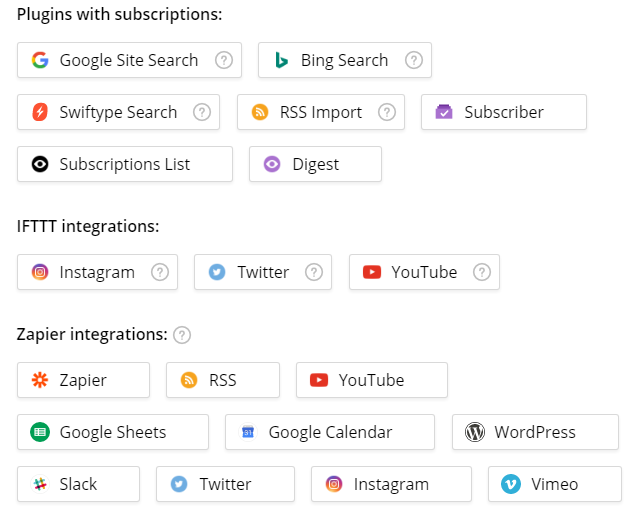 Plugins with subscriptions:
Google Site Search ? Bing Search ?
Swiftype Search ? RSS Import ? Subscriber
Subscriptions List Digest
IFTTT integrations:
Instagram ? Twitter ? YouTube ?
Zapier integrations: ?
Zapier RSS YouTube
Google Sheets 31 Google Calendar WordPress
Slack Twitter Instagram Vimeo